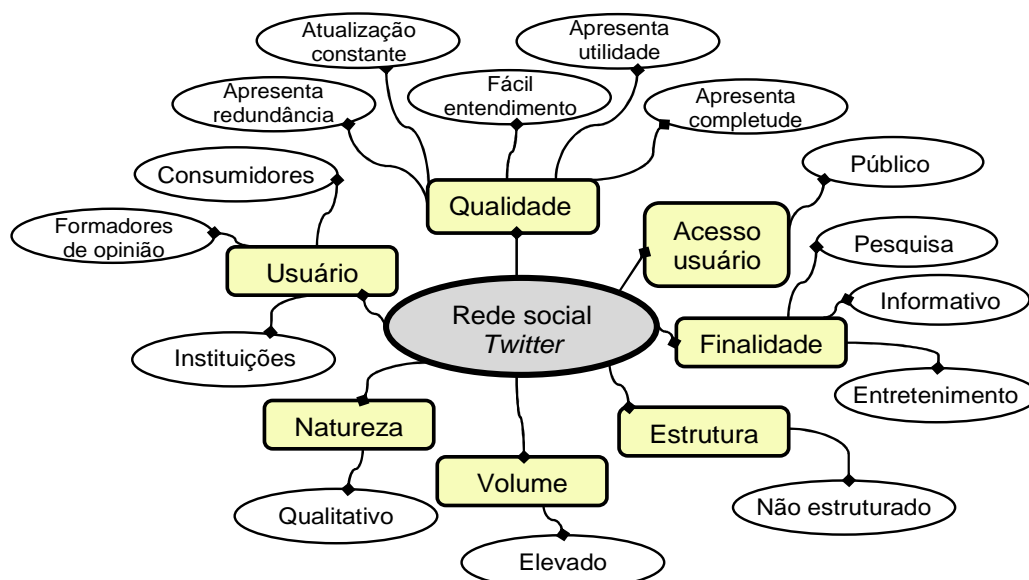 Atualização
constante
Apresenta
utilidade
Apresenta
redundância
Fácil
entendimento
Apresenta
completude
Consumidores
Qualidade
Público
Formadores
de opinião
Usuário
Acesso
usuário
Pesquisa
Rede social
Twitter
Informativo
Instituições
Finalidade
Entretenimento
Natureza
Estrutura
Volume
Qualitativo
Não estruturado
Elevado